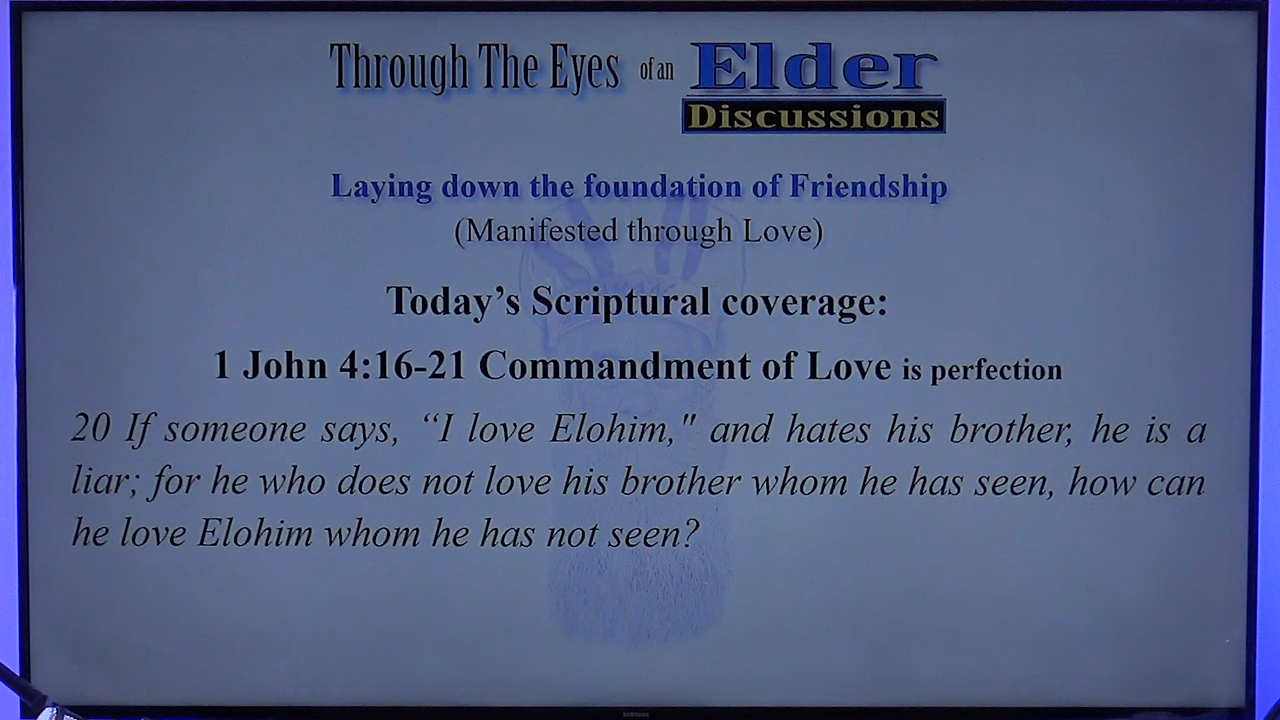 Through The Eyes of an Elder
Discussions
Laying down the foundation of Friendship
(Manifested through Love)
Today’s Scriptural coverage:
1 John 4:16-21 Commandment of Love is perfection
20 If someone says, “I love Elohim," and hates his brother, he is a
liar; for he who does not love his brother whom he has seen, how can
he love Elohim whom he has not seen?
SAMSUNG